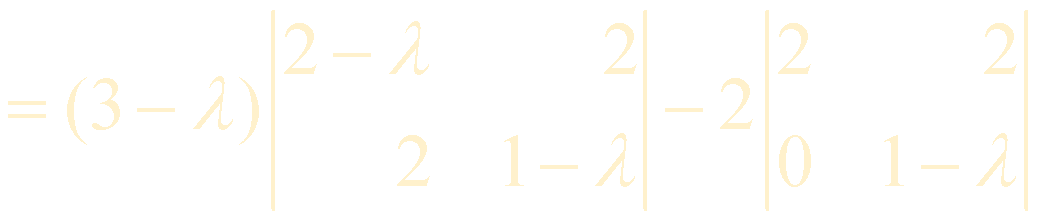 = (3 − λ) | 2 − λ 2 | − 2 | 2 2 |
| 2 1 − λ | | 0 1 − λ |